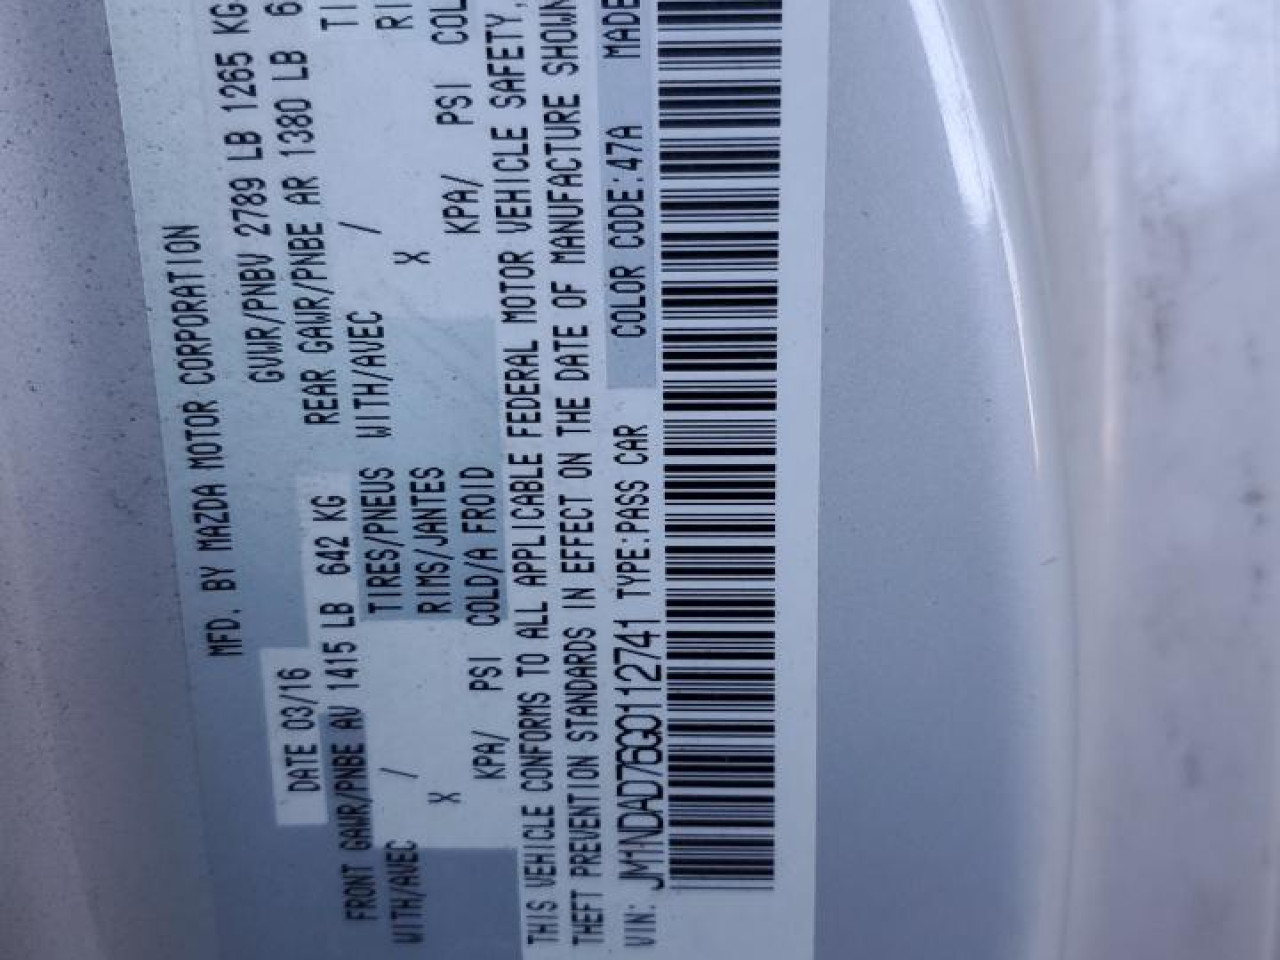 MFD. BY MAZDA MOTOR CORPORATION
DATE 03/16 GVWR/PNBV 2789 LB 1265 KG
FRONT GAWR/PNBE AV 1415 LB 642 KG REAR GAWR/PNBE AR 1380 LB 6
WITH/AVEC / TIRES/PNEUS WITH/AVEC / TI
X RIMS/JANTES X RI
KPA/ PSI COLD/A FROID KPA/ PSI COL
THIS VEHICLE CONFORMS TO ALL APPLICABLE FEDERAL MOTOR VEHICLE SAFETY,
THEFT PREVENTION STANDARDS IN EFFECT ON THE DATE OF MANUFACTURE SHOWN
VIN: JM1NDAD76G0112741 TYPE:PASS CAR COLOR CODE:47A MADE